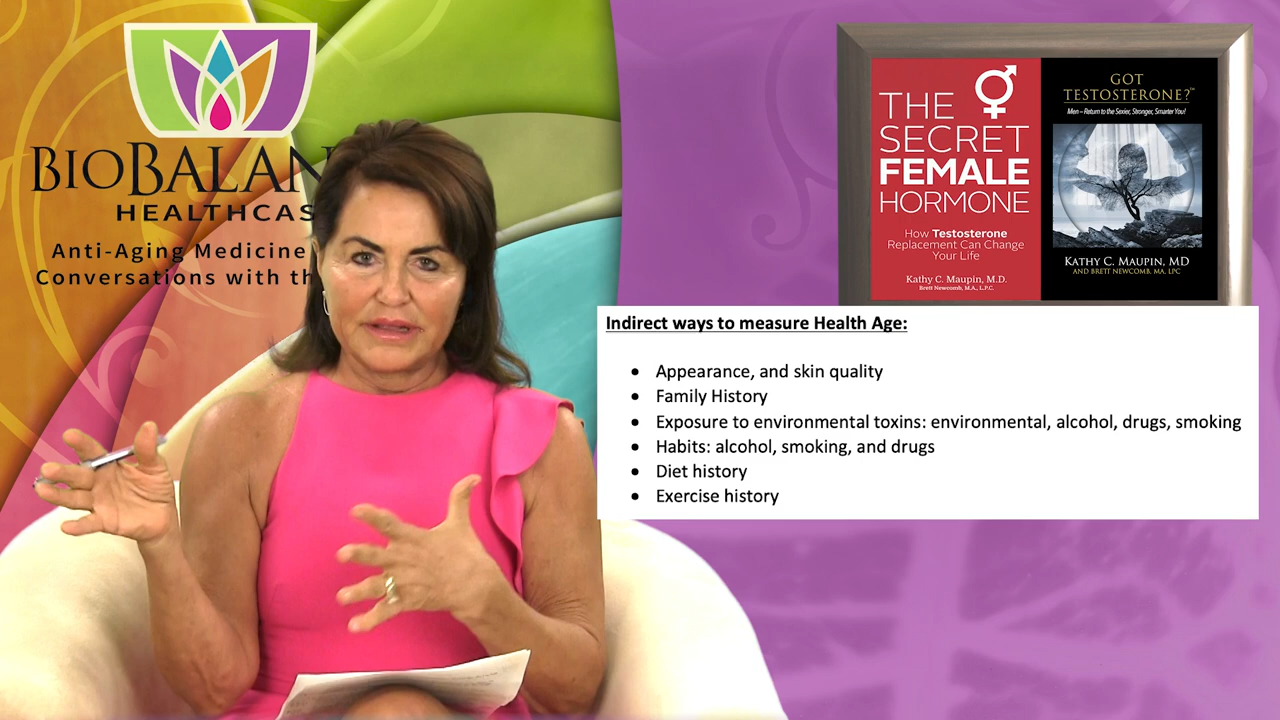 BIOBALAN
HEALTHCAS
Anti-Aging Medicine
Conversations with th
THE
SECRET
FEMALE
HORMONE
How Testosterone
Replacement Can Change
Your Life
Kathy C. Maupin, M.D.
Brett Newcomb, M.A., L.P.C.
GOT
TESTOSTERONE?™
Men – Return to the Sexier, Stronger, Smarter You!
KATHY C. MAUPIN, MD
AND BRETT NEWCOMB, MA, LPC
Indirect ways to measure Health Age:
• Appearance, and skin quality
• Family History
• Exposure to environmental toxins: environmental, alcohol, drugs, smoking
• Habits: alcohol, smoking, and drugs
• Diet history
• Exercise history